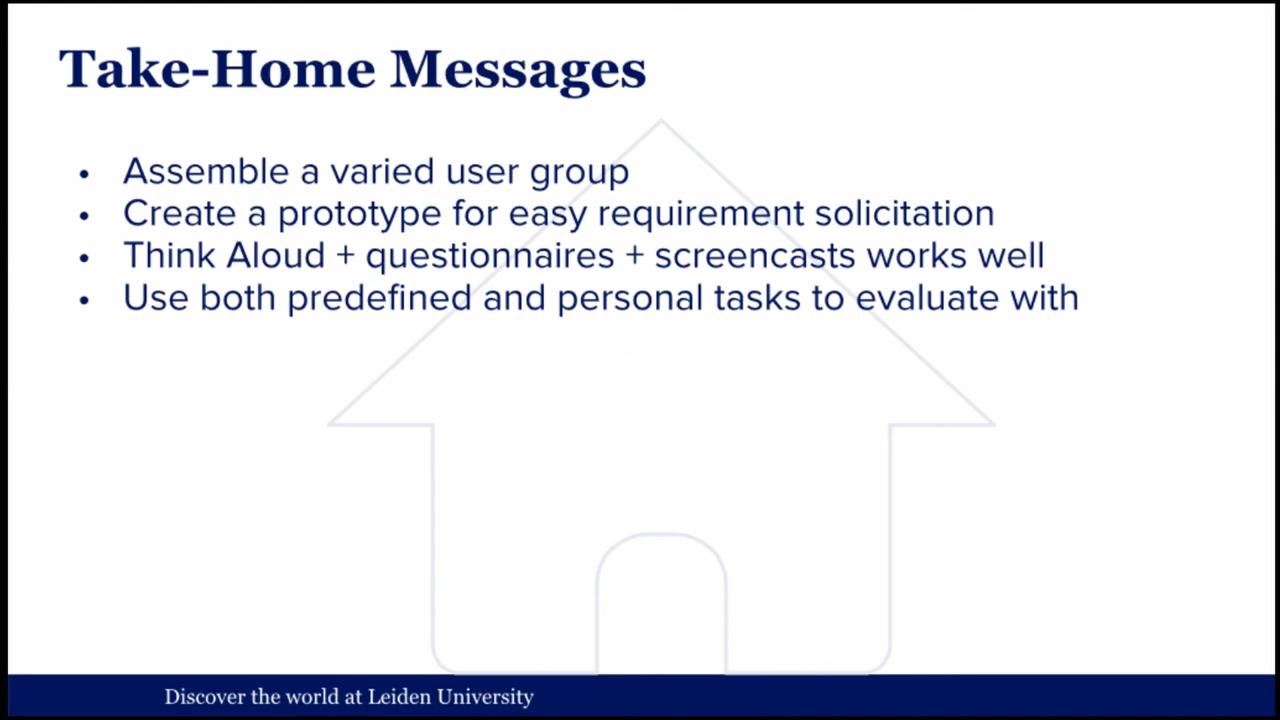 Take-Home Messages
• Assemble a varied user group
• Create a prototype for easy requirement solicitation
• Think Aloud + questionnaires + screencasts works well
• Use both predefined and personal tasks to evaluate with
Discover the world at Leiden University